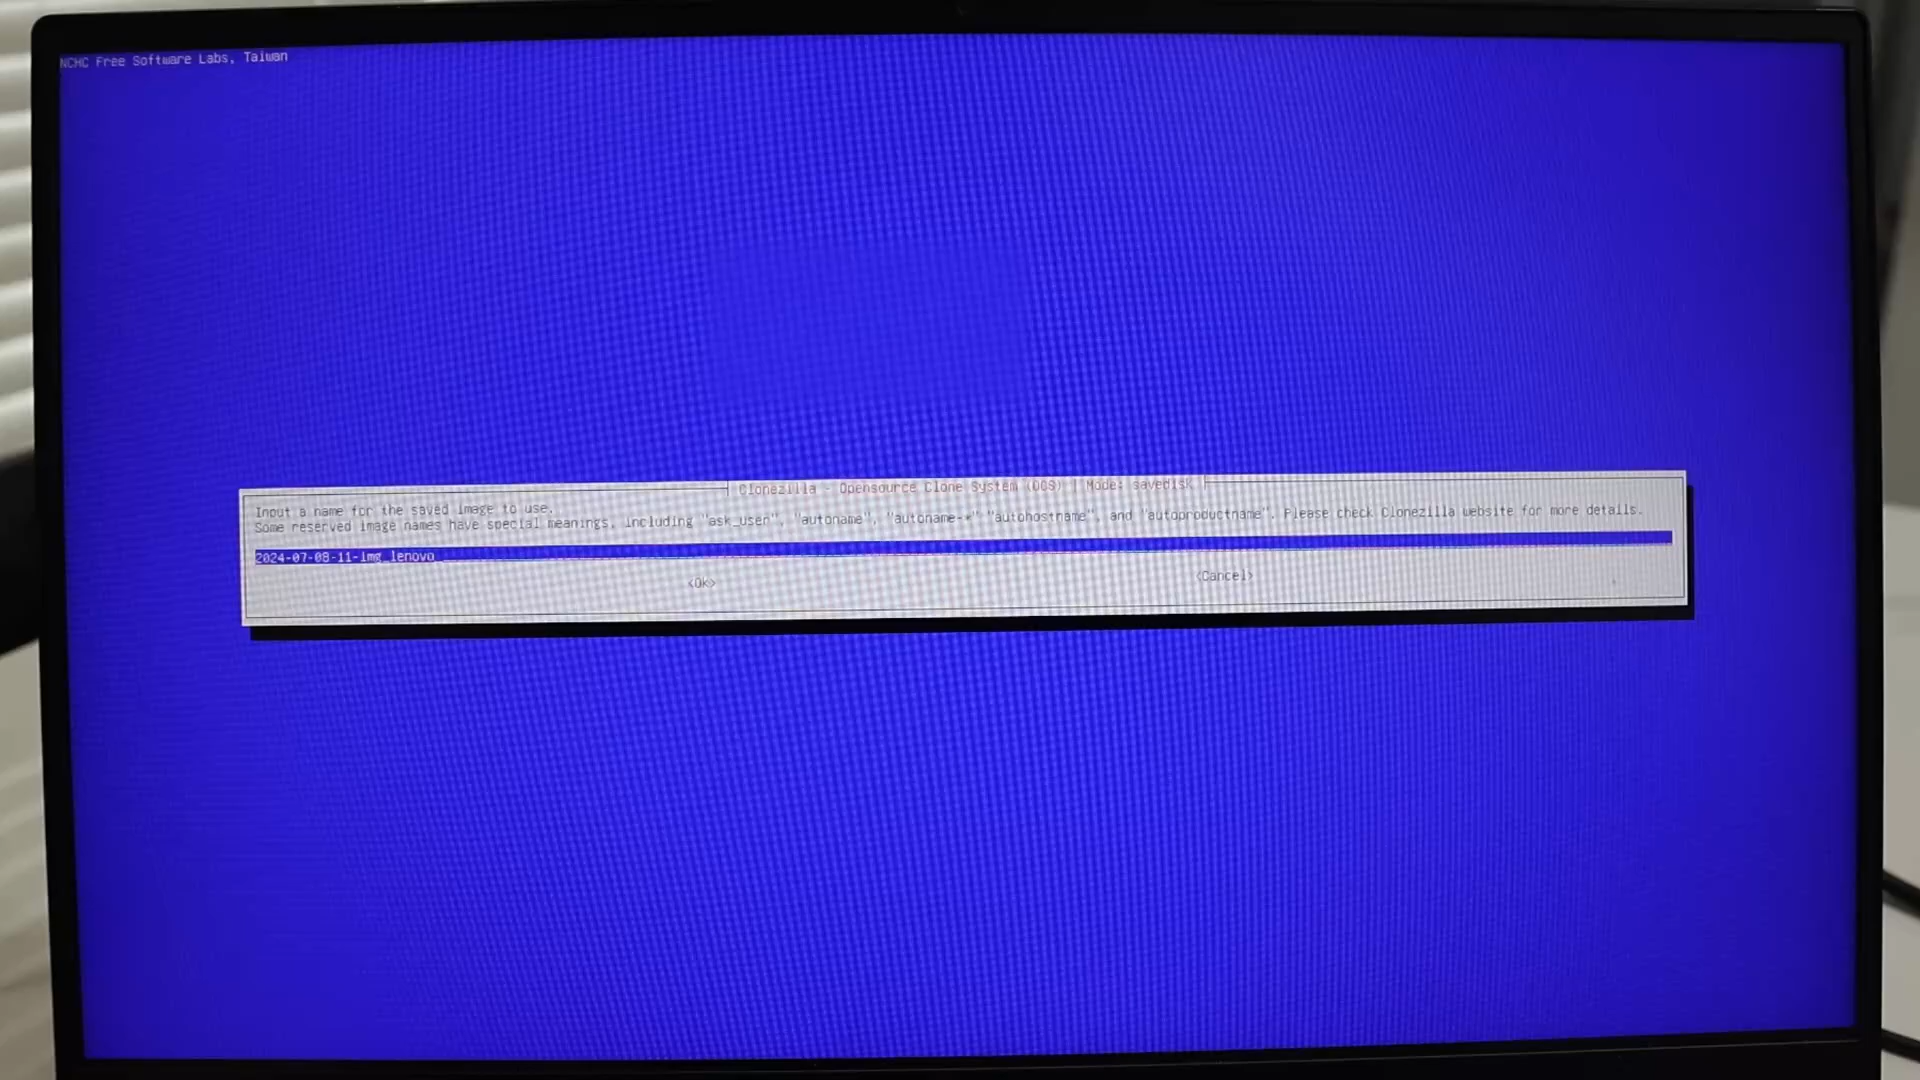 NCHC Free Software Labs, Taiwan
Clonezilla - Opensource Clone System (OCS) | Mode: savedisk
Input a name for the saved image to use.
Some reserved image names have special meanings, including "ask_user", "autoname", "autoname-*" "autohostname", and "autoproductname". Please check Clonezilla website for more details.
2024-07-08-11-img_lenovo
<Ok> <Cancel>